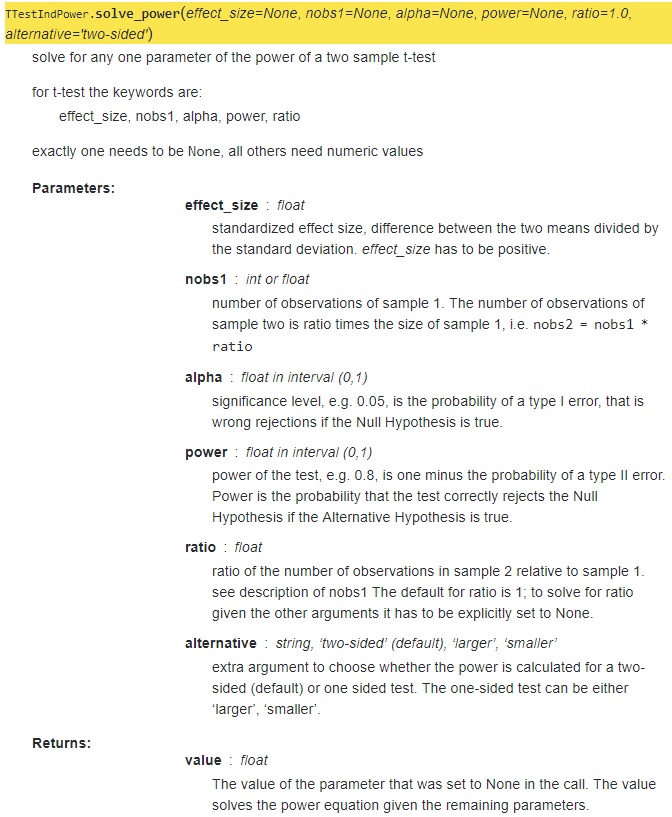 TTestIndPower.solve_power(effect_size=None, nobs1=None, alpha=None, power=None, ratio=1.0,
alternative='two-sided')
solve for any one parameter of the power of a two sample t-test
for t-test the keywords are:
effect_size, nobs1, alpha, power, ratio
exactly one needs to be None, all others need numeric values
Parameters:
effect_size : float
standardized effect size, difference between the two means divided by
the standard deviation. effect_size has to be positive.
nobs1 : int or float
number of observations of sample 1. The number of observations of
sample two is ratio times the size of sample 1, i.e. nobs2 = nobs1 *
ratio
alpha : float in interval (0,1)
significance level, e.g. 0.05, is the probability of a type I error, that is
wrong rejections if the Null Hypothesis is true.
power : float in interval (0,1)
power of the test, e.g. 0.8, is one minus the probability of a type II error.
Power is the probability that the test correctly rejects the Null
Hypothesis if the Alternative Hypothesis is true.
ratio : float
ratio of the number of observations in sample 2 relative to sample 1.
see description of nobs1 The default for ratio is 1; to solve for ratio
given the other arguments it has to be explicitly set to None.
alternative : string, ‘two-sided’ (default), ‘larger’, ‘smaller’
extra argument to choose whether the power is calculated for a two-
sided (default) or one sided test. The one-sided test can be either
‘larger’, ‘smaller’.
Returns:
value : float
The value of the parameter that was set to None in the call. The value
solves the power equation given the remaining parameters.